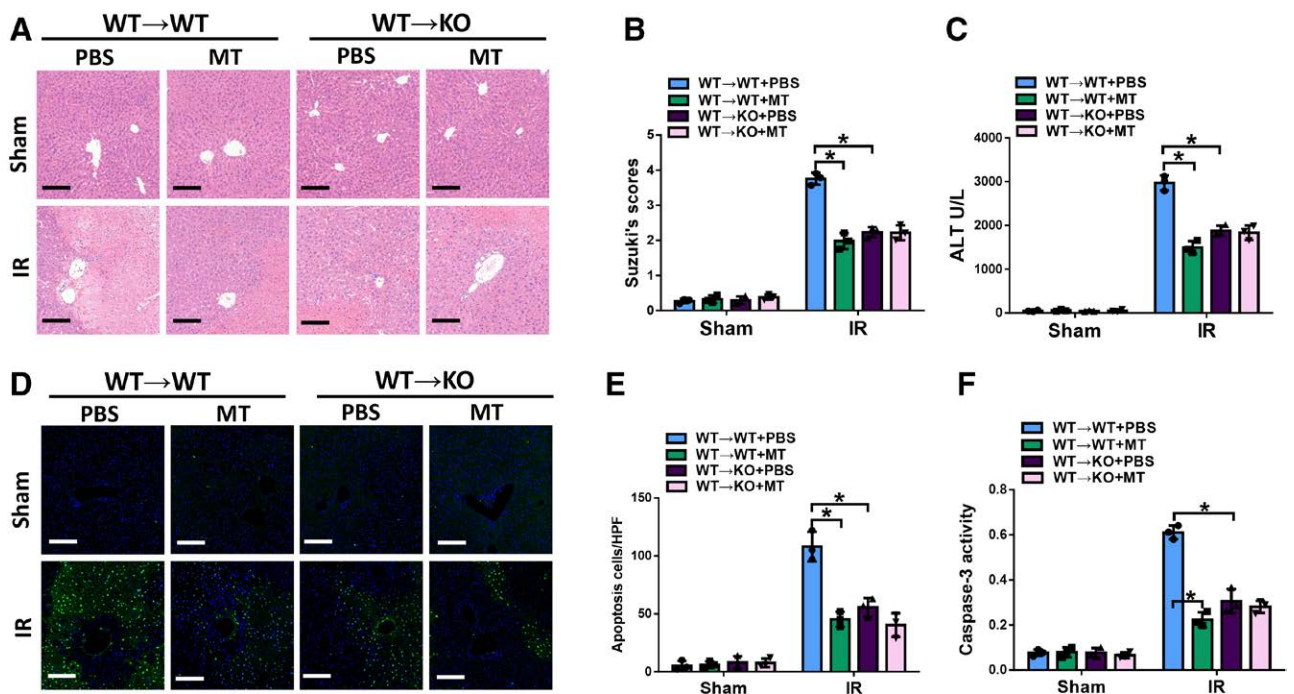 A
WT→WT WT→KO
PBS MT PBS MT
Sham
IR
B
WT→WT+PBS
WT→WT+MT
WT→KO+PBS
WT→KO+MT
Suzuki's scores
4
3
2
1
0
* *
Sham IR
C
WT→WT+PBS
WT→WT+MT
WT→KO+PBS
WT→KO+MT
ALT U/L
4000
3000
2000
1000
0
* *
Sham IR
D
WT→WT WT→KO
PBS MT PBS MT
Sham
IR
E
WT→WT+PBS
WT→WT+MT
WT→KO+PBS
WT→KO+MT
Apoptosis cells/HPF
150
100
50
0
* *
Sham IR
F
WT→WT+PBS
WT→WT+MT
WT→KO+PBS
WT→KO+MT
Caspase-3 activity
0.8
0.6
0.4
0.2
0.0
* *
Sham IR